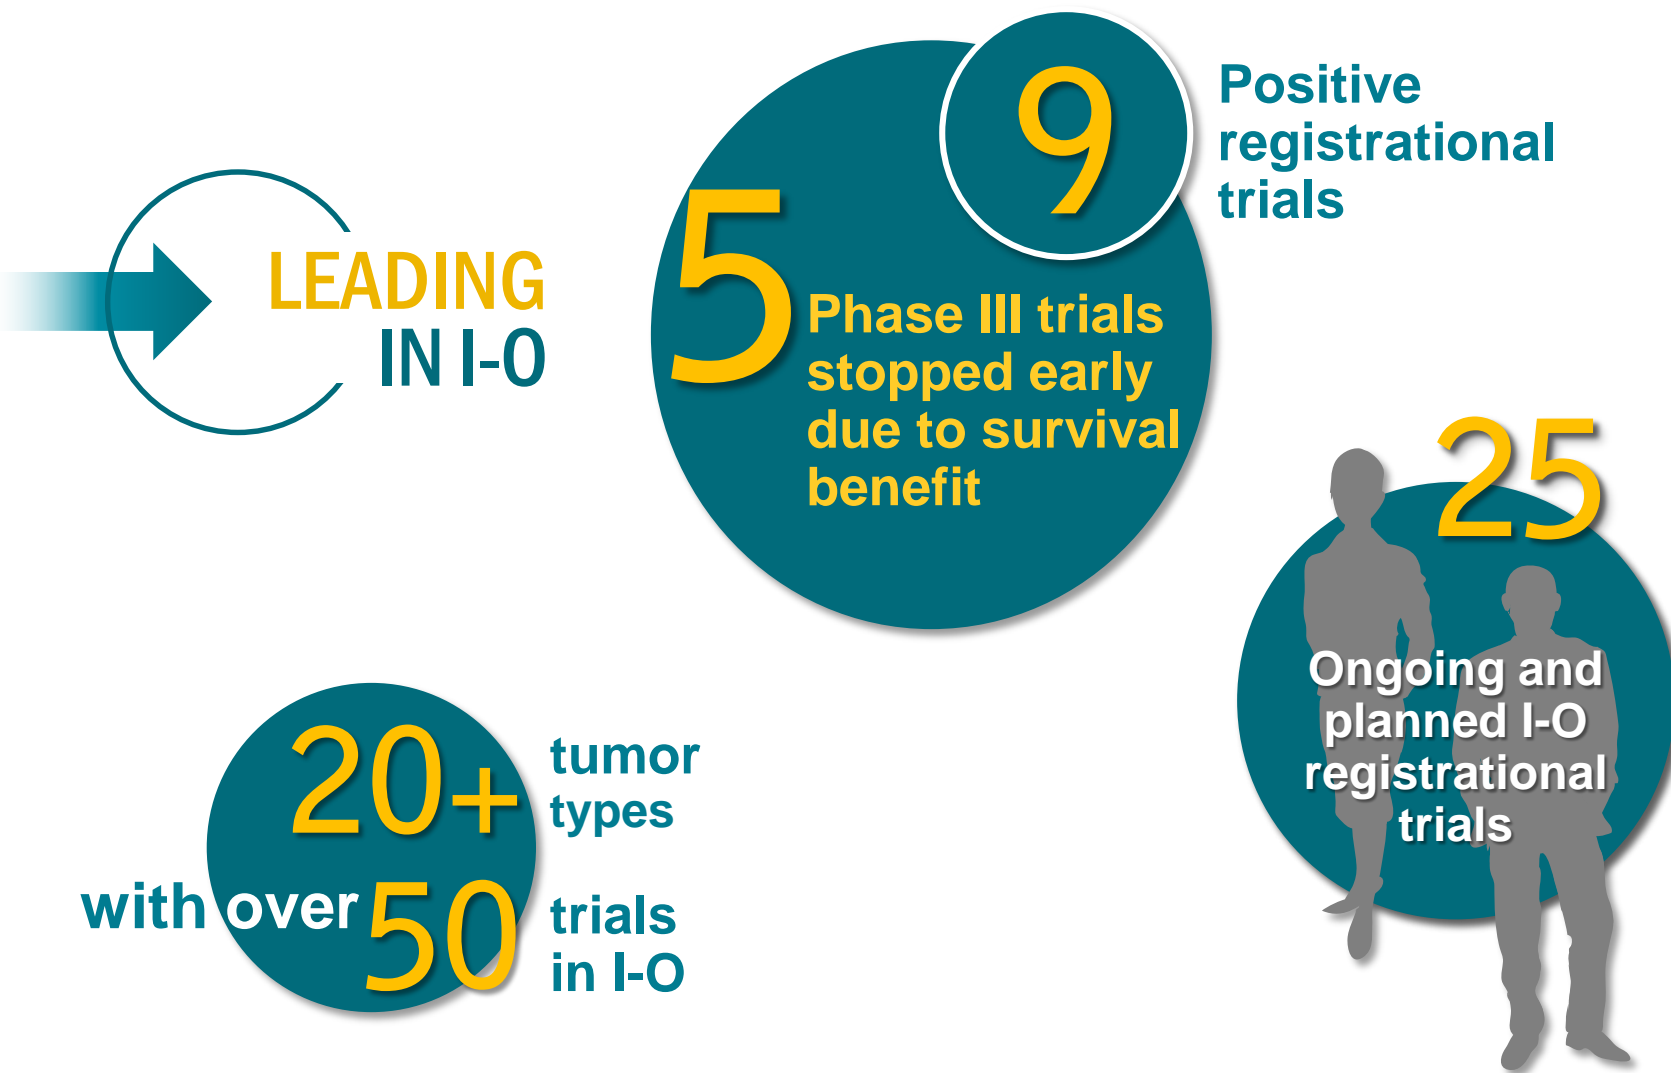 LEADING
IN I-O
9
Positive
registrational
trials
5
Phase III trials
stopped early
due to survival
benefit
25
Ongoing and
planned I-O
registrational
trials
20+
tumor
types
with over 50
trials
in I-O